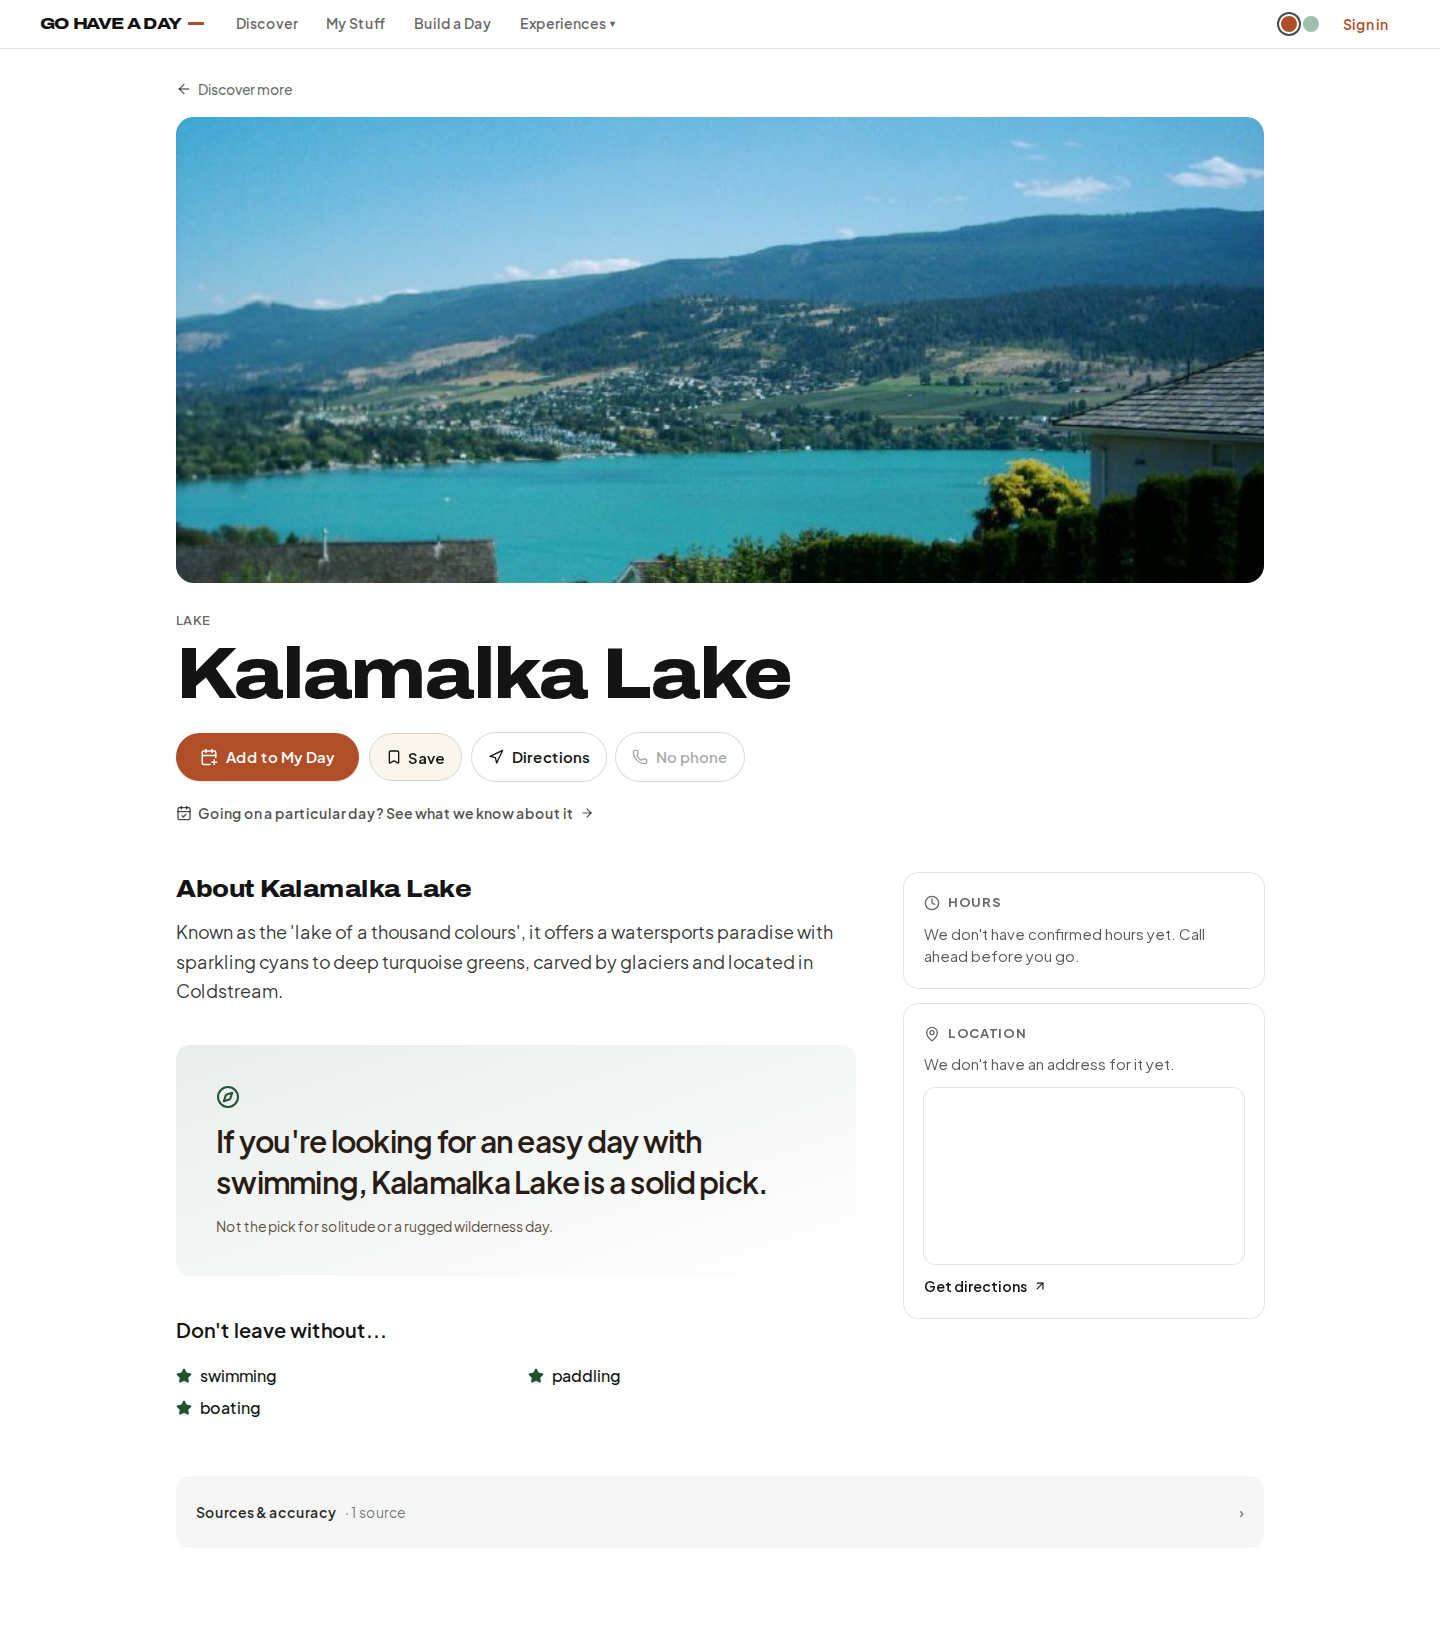 GO HAVE A DAY
Discover
My Stuff
Build a Day
Experiences ▾
Sign in
← Discover more
LAKE
Kalamalka Lake
Add to My Day
Save
Directions
No phone
Going on a particular day? See what we know about it →
About Kalamalka Lake
Known as the 'lake of a thousand colours', it offers a watersports paradise with
sparkling cyans to deep turquoise greens, carved by glaciers and located in
Coldstream.
If you're looking for an easy day with
swimming, Kalamalka Lake is a solid pick.
Not the pick for solitude or a rugged wilderness day.
Don't leave without...
swimming
paddling
boating
HOURS
We don't have confirmed hours yet. Call
ahead before you go.
LOCATION
We don't have an address for it yet.
Get directions ↗
Sources & accuracy · 1 source ›